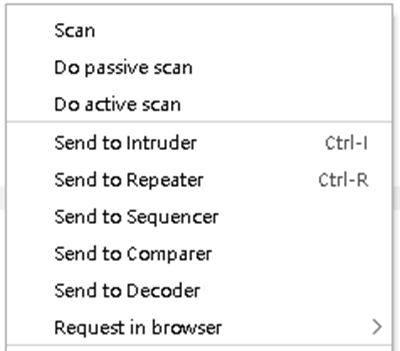 Scan
Do passive scan
Do active scan
Send to Intruder Ctrl-I
Send to Repeater Ctrl-R
Send to Sequencer
Send to Comparer
Send to Decoder
Request in browser